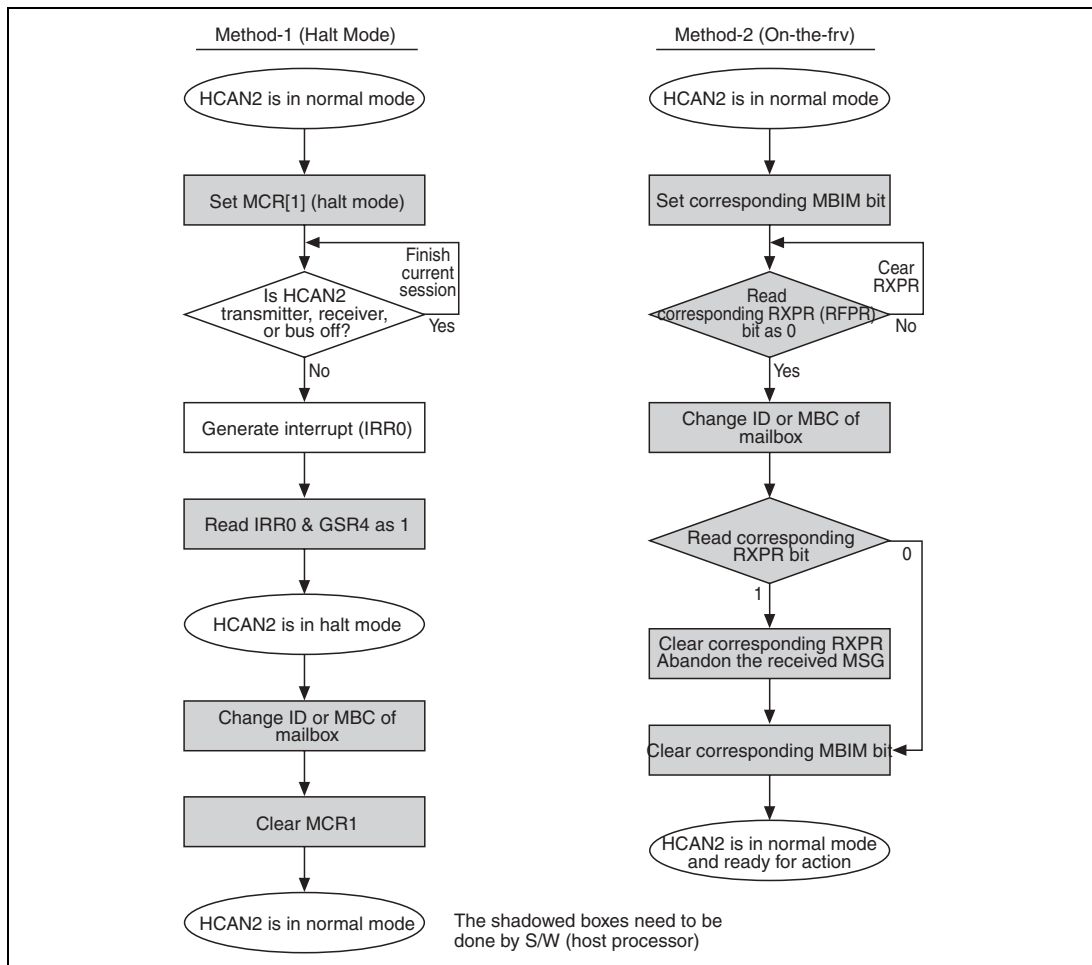 Method-1 (Halt Mode)
HCAN2 is in normal mode
Set MCR[1] (halt mode)
Finish
current
session
Is HCAN2
transmitter, receiver,
or bus off?
Yes
No
Generate interrupt (IRR0)
Read IRR0 & GSR4 as 1
HCAN2 is in halt mode
Change ID or MBC of
mailbox
Clear MCR1
HCAN2 is in normal mode
Method-2 (On-the-frv)
HCAN2 is in normal mode
Set corresponding MBIM bit
Cear
RXPR
Read
corresponding RXPR (RFPR)
bit as 0
No
Yes
Change ID or MBC of
mailbox
Read corresponding
RXPR bit
0
1
Clear corresponding RXPR
Abandon the received MSG
Clear corresponding MBIM bit
HCAN2 is in normal mode
and ready for action
The shadowed boxes need to be
done by S/W (host processor)